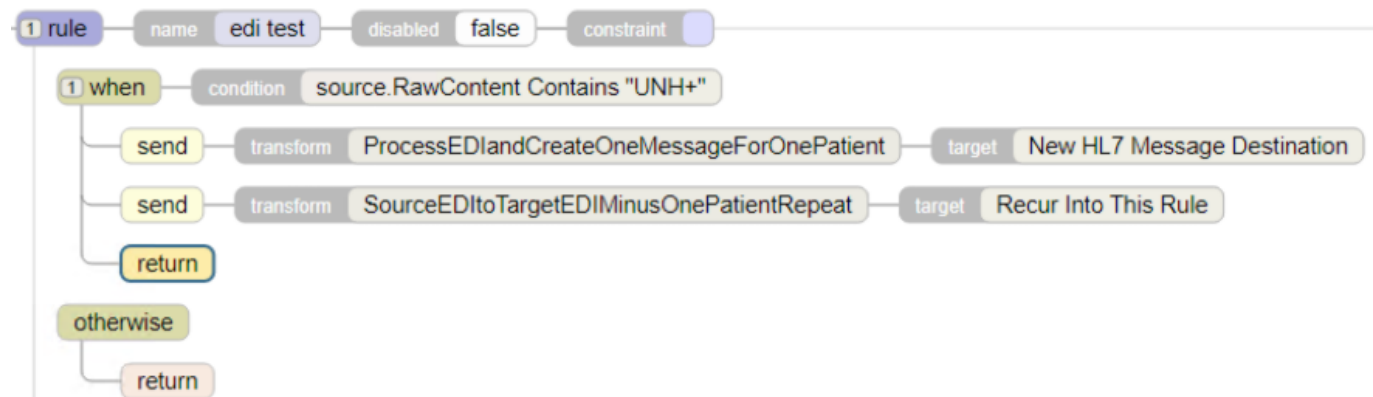 1 rule name edi test disabled false constraint
1 when condition source.RawContent Contains "UNH+"
send transform ProcessEDIandCreateOneMessageForOnePatient target New HL7 Message Destination
send transform SourceEDItoTargetEDIMinusOnePatientRepeat target Recur Into This Rule
return
otherwise
return